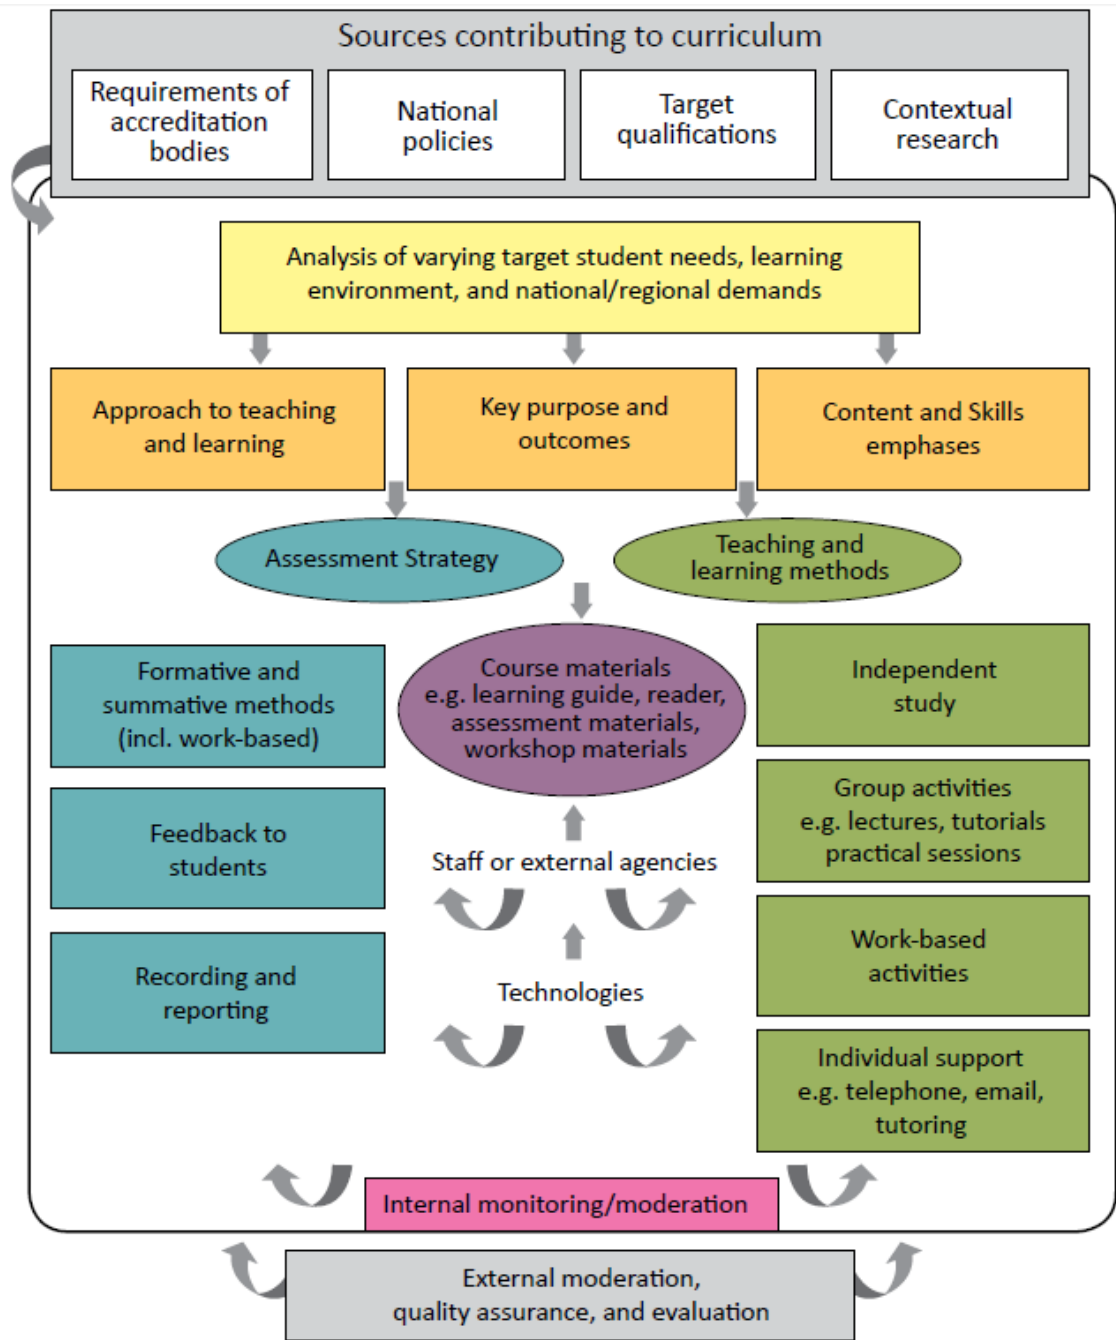 Sources contributing to curriculum
Requirements of
accreditation
bodies
National
policies
Target
qualifications
Contextual
research
Analysis of varying target student needs, learning
environment, and national/regional demands
Approach to teaching
and learning
Key purpose and
outcomes
Content and Skills
emphases
Assessment Strategy
Teaching and
learning methods
Formative and
summative methods
(incl. work-based)
Feedback to
students
Recording and
reporting
Course materials
e.g. learning guide, reader,
assessment materials,
workshop materials
Staff or external agencies
Technologies
Independent
study
Group activities
e.g. lectures, tutorials
practical sessions
Work-based
activities
Individual support
e.g. telephone, email,
tutoring
Internal monitoring/moderation
External moderation,
quality assurance, and evaluation